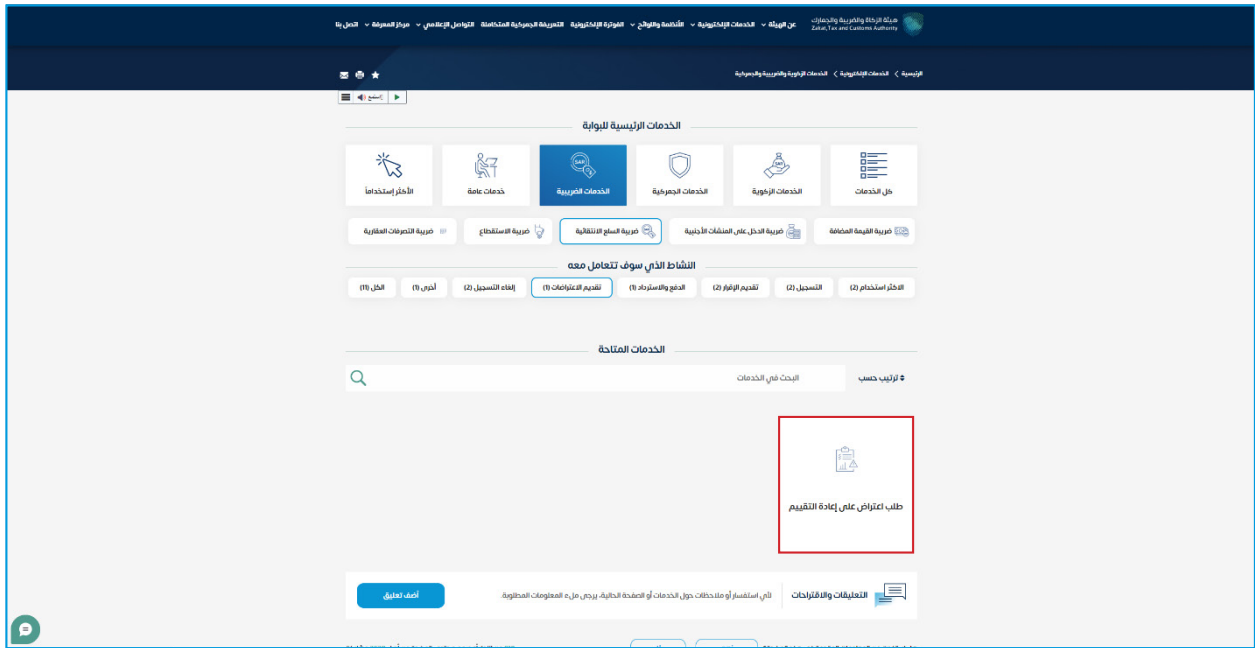 هيئة الزكاة والضريبة والجمارك
Zakat, Tax and Customs Authority
عن الهيئة
الخدمات الإلكترونية
الأنظمة واللوائح
الفوترة الإلكترونية
التعريفة الجمركية المتكاملة
التواصل الإعلامي
مركز المعرفة
اتصل بنا
الرئيسية > الخدمات الإلكترونية > الخدمات الزكوية والضريبية والجمركية
إستمع
الخدمات الرئيسية للبوابة
كل الخدمات
الخدمات الزكوية
الخدمات الجمركية
الخدمات الضريبية
خدمات عامة
الأكثر إستخداماً
ضريبة القيمة المضافة
ضريبة الدخل على المنشآت الأجنبية
ضريبة السلع الانتقائية
ضريبة الاستقطاع
ضريبة التصرفات العقارية
النشاط الذي سوف تتعامل معه
الاكثر استخدام (2)
التسجيل (2)
تقديم الإقرار (2)
الدفع والاسترداد (1)
تقديم الاعتراضات (1)
إلغاء التسجيل (2)
أخرى (1)
الكل (11)
الخدمات المتاحة
ترتيب حسب
البحث في الخدمات
طلب اعتراض على إعادة التقييم
التعليقات والاقتراحات
لأي استفسار أو ملاحظات حول الخدمات أو الصفحة الحالية، يرجى ملء المعلومات المطلوبة.
أضف تعليق